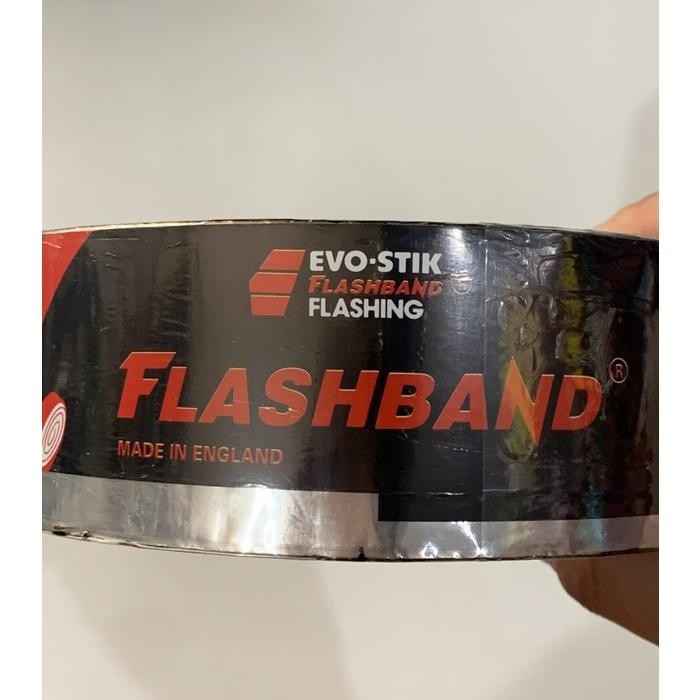 EVO-STIK
FLASHBAND ®
FLASHING
FLASHBAND ®
MADE IN ENGLAND